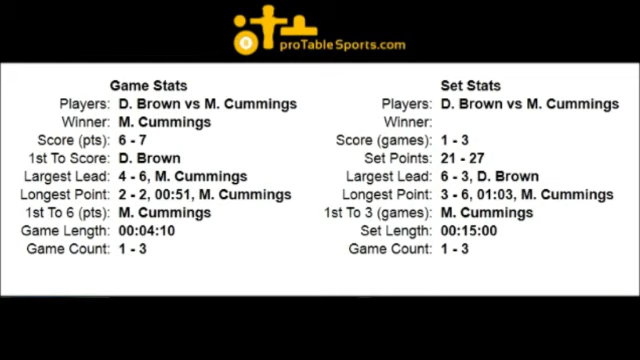 proTableSports.com
Game Stats
Players: D. Brown vs M. Cummings
Winner: M. Cummings
Score (pts): 6 - 7
1st To Score: D. Brown
Largest Lead: 4 - 6, M. Cummings
Longest Point: 2 - 2, 00:51, M. Cummings
1st To 6 (pts): M. Cummings
Game Length: 00:04:10
Game Count: 1 - 3
Set Stats
Players: D. Brown vs M. Cummings
Winner:
Score (games): 1 - 3
Set Points: 21 - 27
Largest Lead: 6 - 3, D. Brown
Longest Point: 3 - 6, 01:03, M. Cummings
1st To 3 (games): M. Cummings
Set Length: 00:15:00
Game Count: 1 - 3